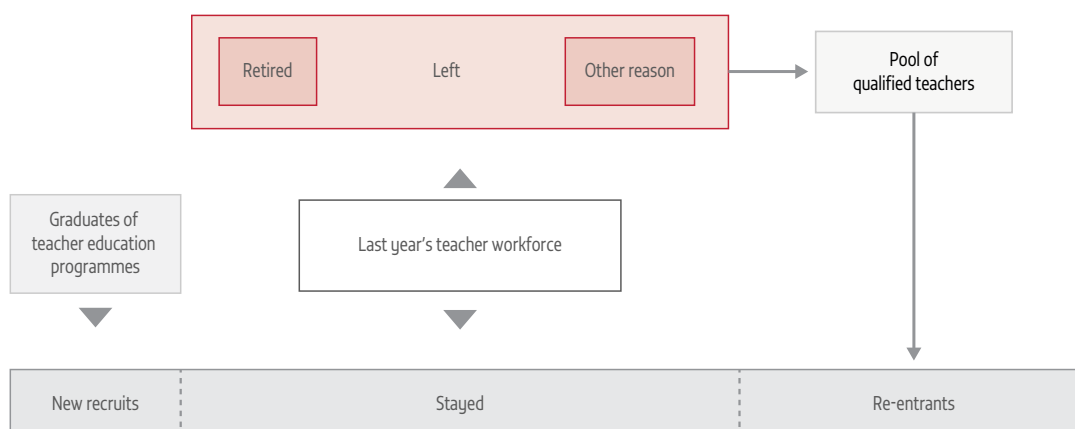 Retired
Left
Other reason
Pool of
qualified teachers
Graduates of
teacher education
programmes
Last year's teacher workforce
New recruits
Stayed
Re-entrants